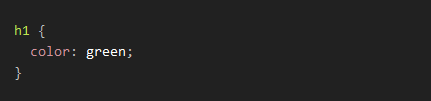 h1 {
  color: green;
}